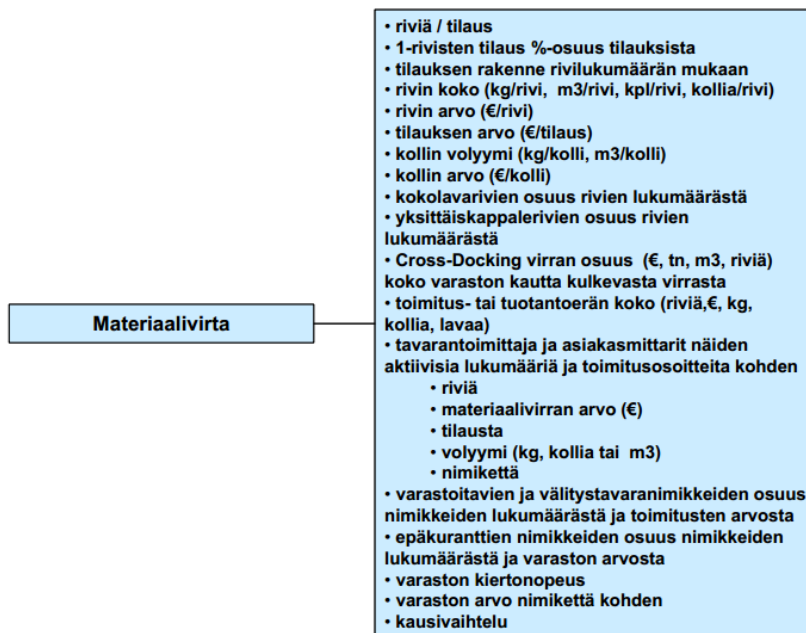 Materiaalivirta
• riviä / tilaus
• 1-rivisten tilaus %-osuus tilauksista
• tilauksen rakenne rivilukumäärän mukaan
• rivin koko (kg/rivi, m3/rivi, kpl/rivi, kollia/rivi)
• rivin arvo (€/rivi)
• tilauksen arvo (€/tilaus)
• kollin volyymi (kg/kolli, m3/kolli)
• kollin arvo (€/kolli)
• kokolavarivien osuus rivien lukumäärästä
• yksittäiskappalerivien osuus rivien
lukumäärästä
• Cross-Docking virran osuus (€, tn, m3, riviä)
koko varaston kautta kulkevasta virrasta
• toimitus- tai tuotantoerän koko (riviä,€, kg,
kollia, lavaa)
• tavarantoimittaja ja asiakasmittarit näiden
aktiivisia lukumääriä ja toimitusosoitteita kohden
• riviä
• materiaalivirran arvo (€)
• tilausta
• volyymi (kg, kollia tai m3)
• nimikettä
• varastoitavien ja välitystavaranimikkeiden osuus
nimikkeiden lukumäärästä ja toimitusten arvosta
• epäkuranttien nimikkeiden osuus nimikkeiden
lukumäärästä ja varaston arvosta
• varaston kiertonopeus
• varaston arvo nimikettä kohden
• kausivaihtelu